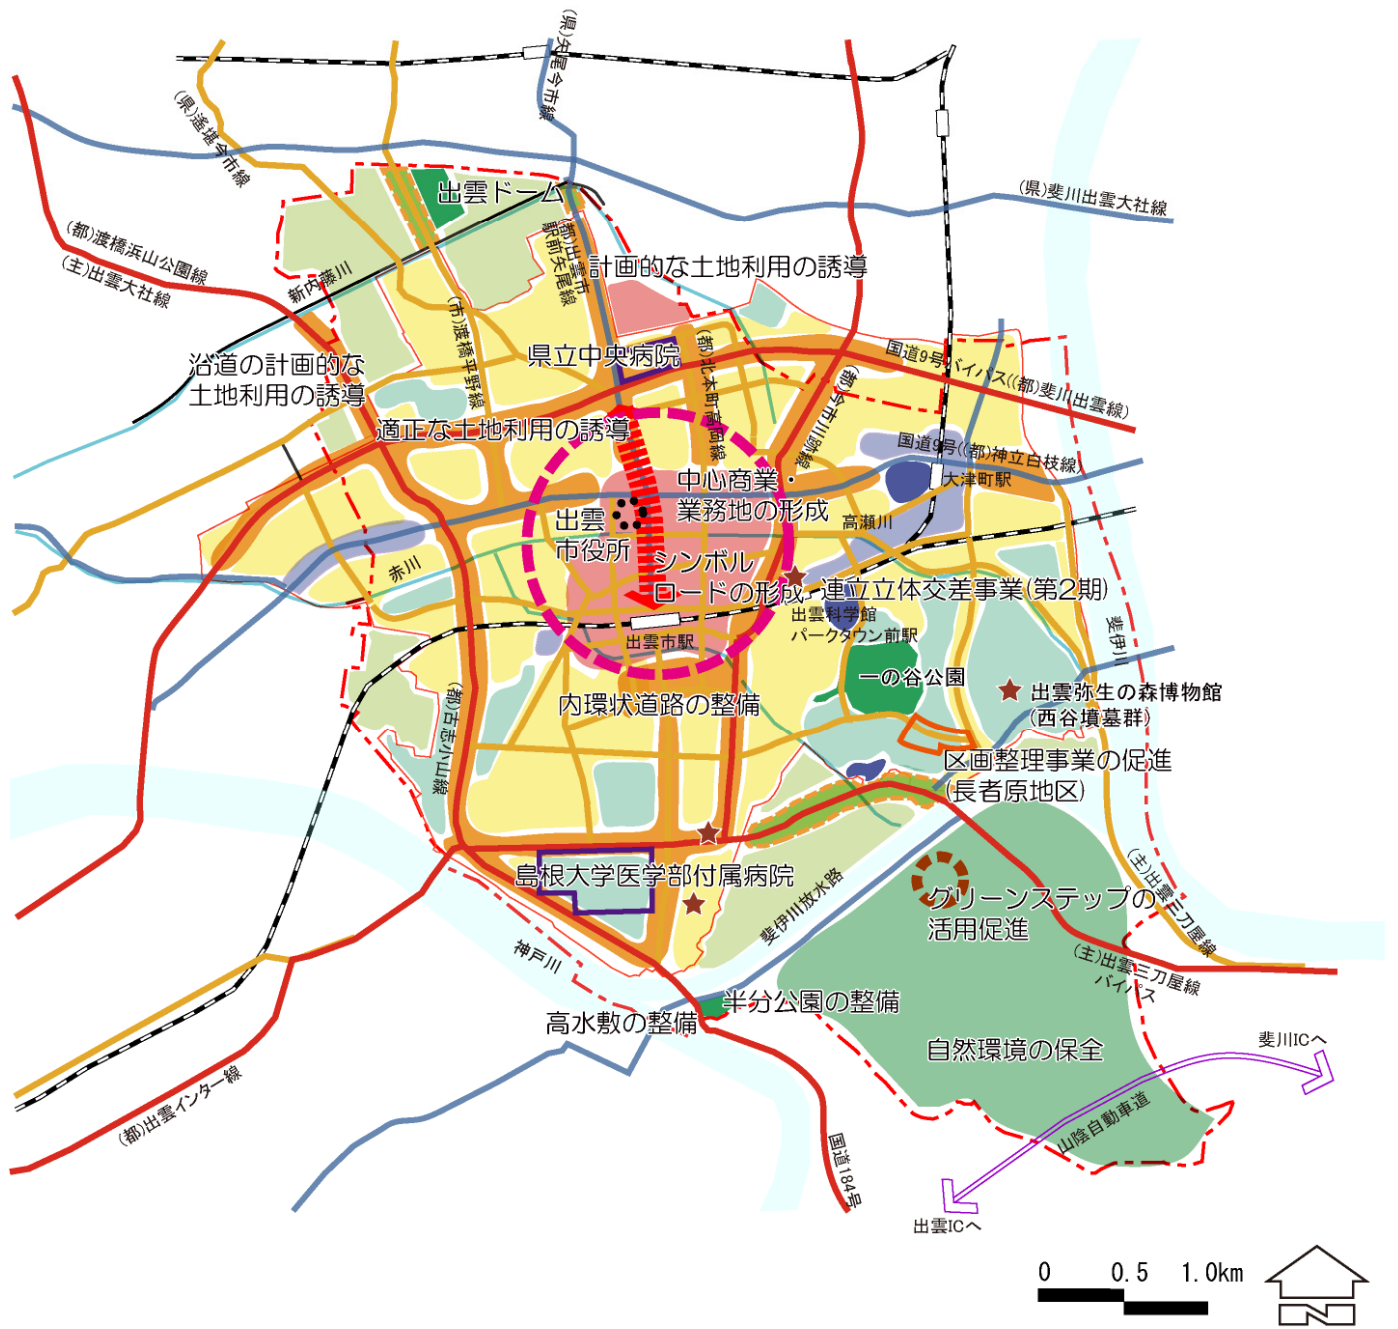 (県)矢尾今市線
(県)遙堪今市線
出雲ドーム
(県)斐川出雲大社線
(都)渡橋浜山公園線
(主)出雲大社線
新内藤川
(都)出雲市
駅前矢尾線
計画的な土地利用の誘導
(市)渡橋平野線
沿道の計画的な
土地利用の誘導
県立中央病院
(都)北本町高岡線
国道9号バイパス((都)斐川出雲線)
(都)今市川跡線
適正な土地利用の誘導
国道9号((都)神立白枝線)
中心商業・
業務地の形成
大津町駅
高瀬川
出雲
市役所
赤川
シンボル
ロードの形成
連立立体交差事業(第2期)
出雲科学館
パークタウン前駅
出雲市駅
斐伊川
一の谷公園
出雲弥生の森博物館
(西谷墳墓群)
内環状道路の整備
(都)古志小山線
区画整理事業の促進
(長者原地区)
島根大学医学部付属病院
(主)出雲三刀屋線
グリーンステップの
活用促進
斐伊川放水路
神戸川
(主)出雲三刀屋線
バイパス
半分公園の整備
高水敷の整備
自然環境の保全
斐川ICへ
山陰自動車道
(都)出雲インター線
国道184号
出雲ICへ
0 0.5 1.0km
N